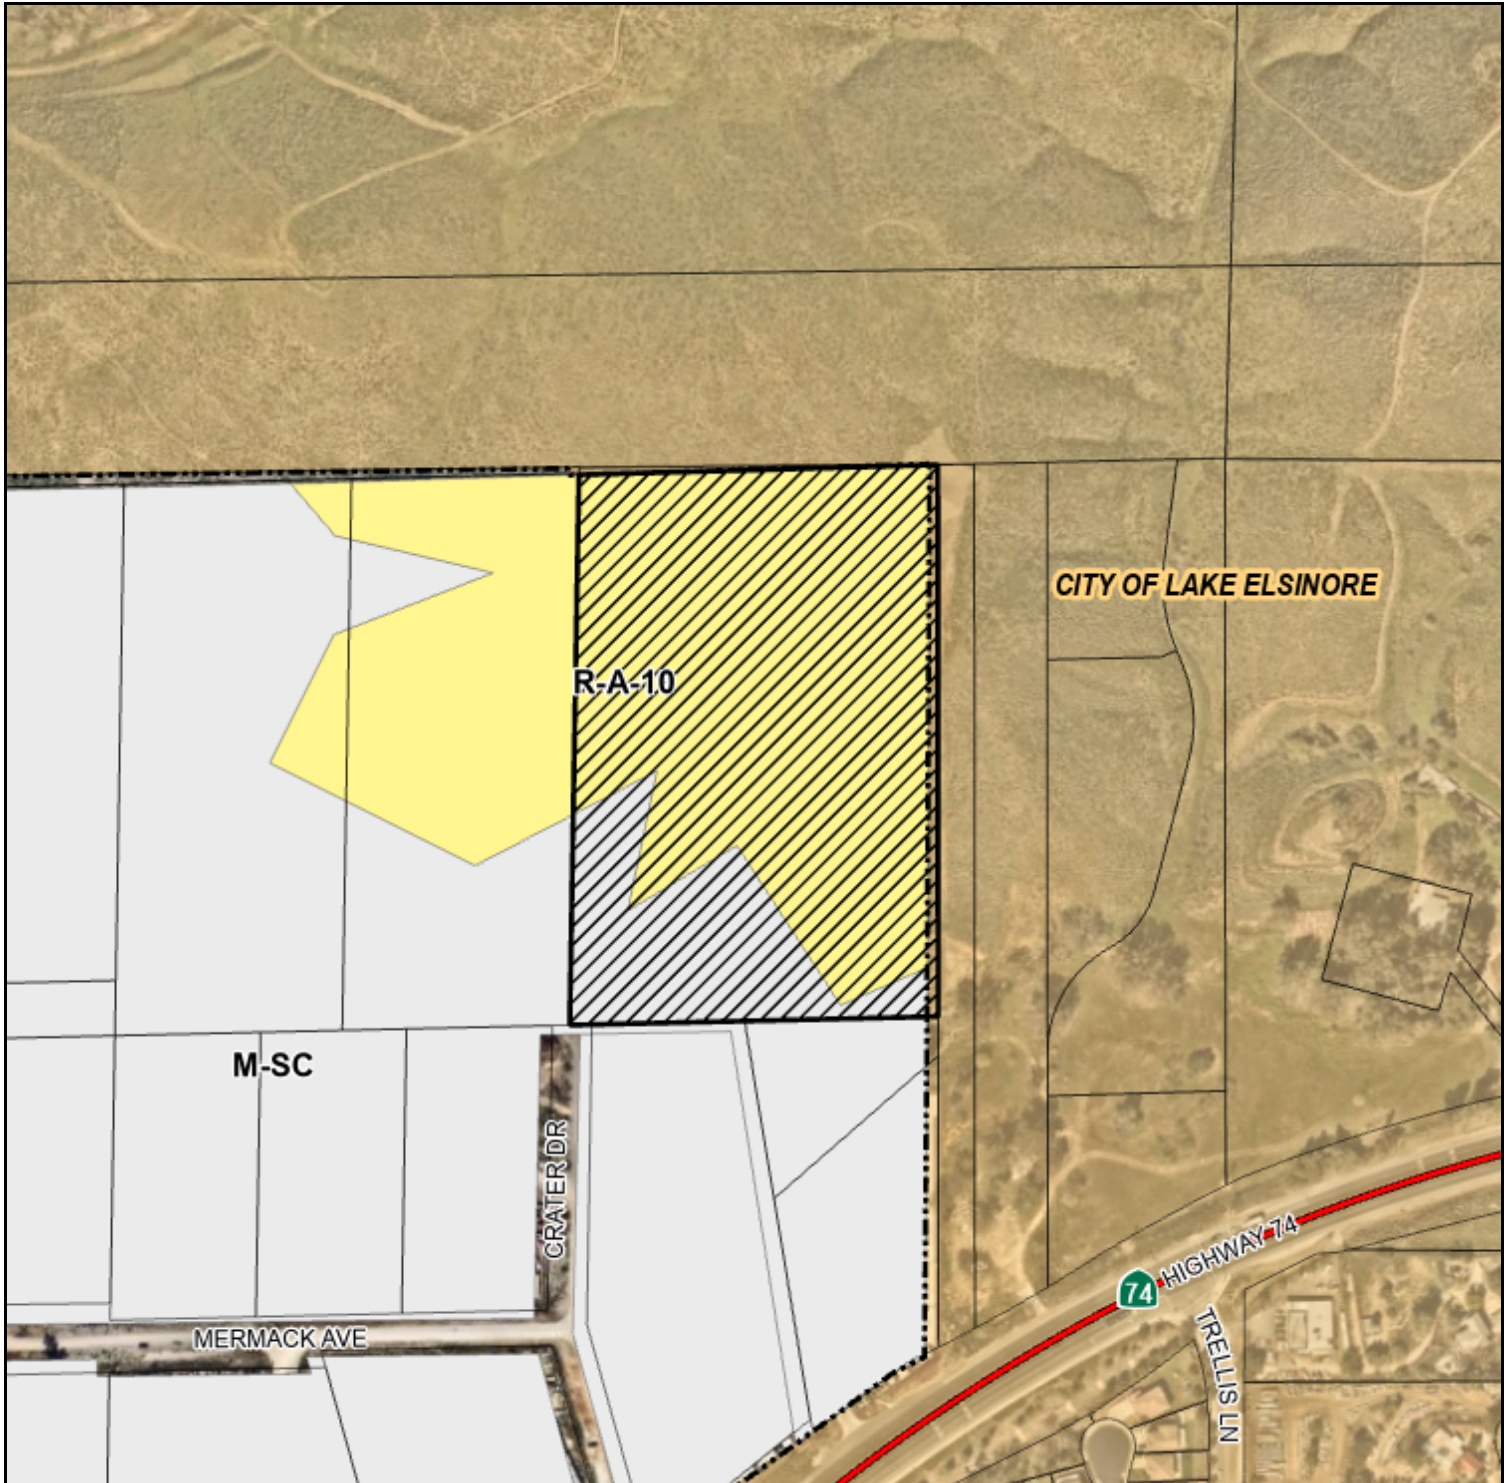 CITY OF LAKE ELSINORE
R-A-10
M-SC
CRATER DR
HIGHWAY 74
74
MERMACK AVE
TRELLIS LN